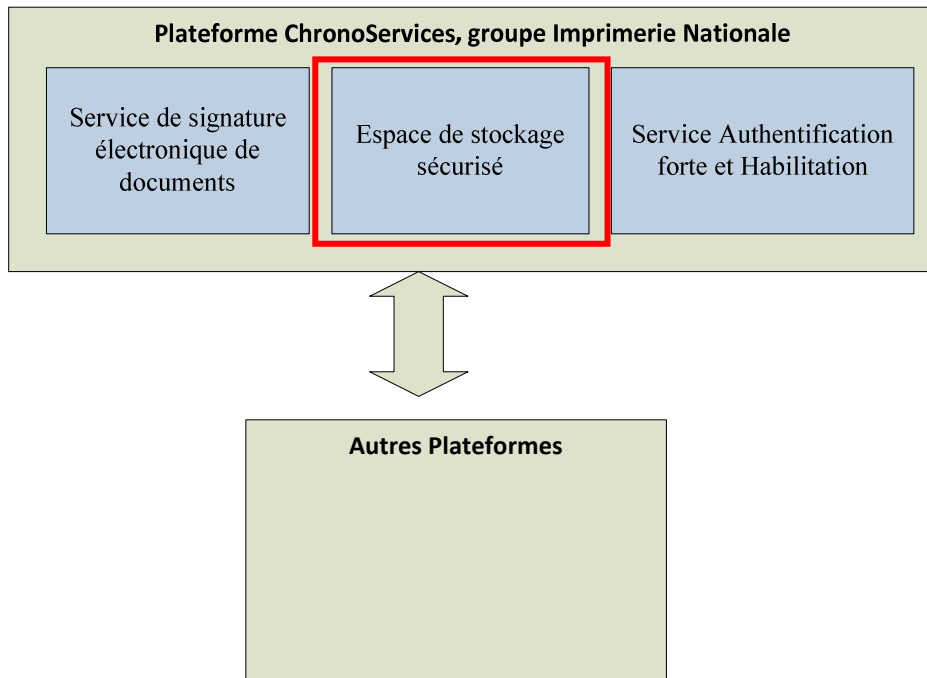 Plateforme ChronoServices, groupe Imprimerie Nationale
Service de signature
électronique de
documents
Espace de stockage
sécurisé
Service Authentification
forte et Habilitation
Autres Plateformes